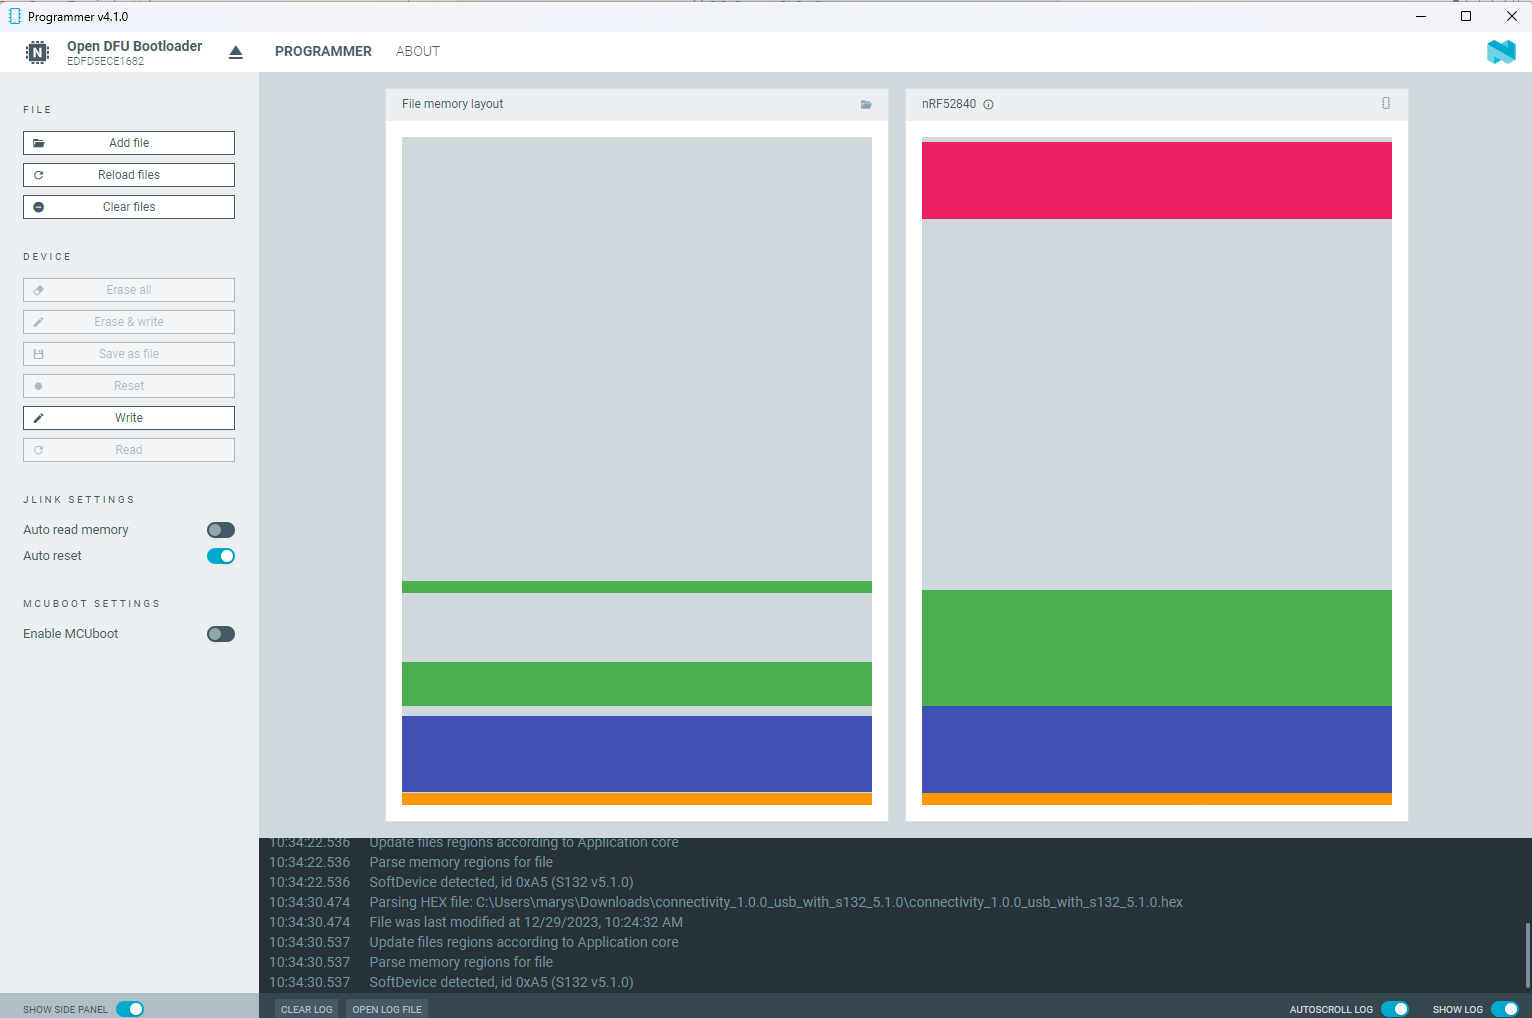 Programmer v4.1.0
Open DFU Bootloader
EDFD5ECE1682
PROGRAMMER
ABOUT
FILE
Add file
Reload files
Clear files
DEVICE
Erase all
Erase & write
Save as file
Reset
Write
Read
JLINK SETTINGS
Auto read memory
Auto reset
MCUBOOT SETTINGS
Enable MCUboot
File memory layout
nRF52840
10:34:22.536 Update files regions according to Application core
10:34:22.536 Parse memory regions for file
10:34:22.536 SoftDevice detected, id 0xA5 (S132 v5.1.0)
10:34:30.474 Parsing HEX file: C:\Users\marys\Downloads\connectivity_1.0.0_usb_with_s132_5.1.0\connectivity_1.0.0_usb_with_s132_5.1.0.hex
10:34:30.474 File was last modified at 12/29/2023, 10:24:32 AM
10:34:30.537 Update files regions according to Application core
10:34:30.537 Parse memory regions for file
10:34:30.537 SoftDevice detected, id 0xA5 (S132 v5.1.0)
SHOW SIDE PANEL
CLEAR LOG
OPEN LOG FILE
AUTOSCROLL LOG
SHOW LOG